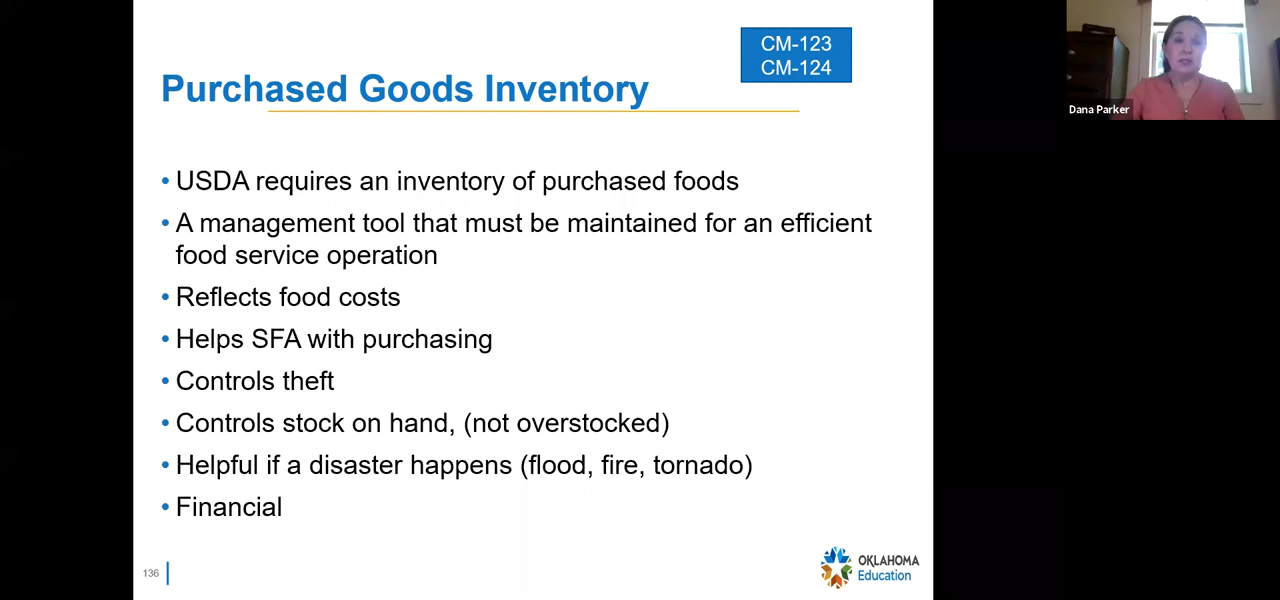 CM-123
CM-124
Purchased Goods Inventory
Dana Parker
• USDA requires an inventory of purchased foods
• A management tool that must be maintained for an efficient
food service operation
• Reflects food costs
• Helps SFA with purchasing
• Controls theft
• Controls stock on hand, (not overstocked)
• Helpful if a disaster happens (flood, fire, tornado)
• Financial
136
OKLAHOMA
Education